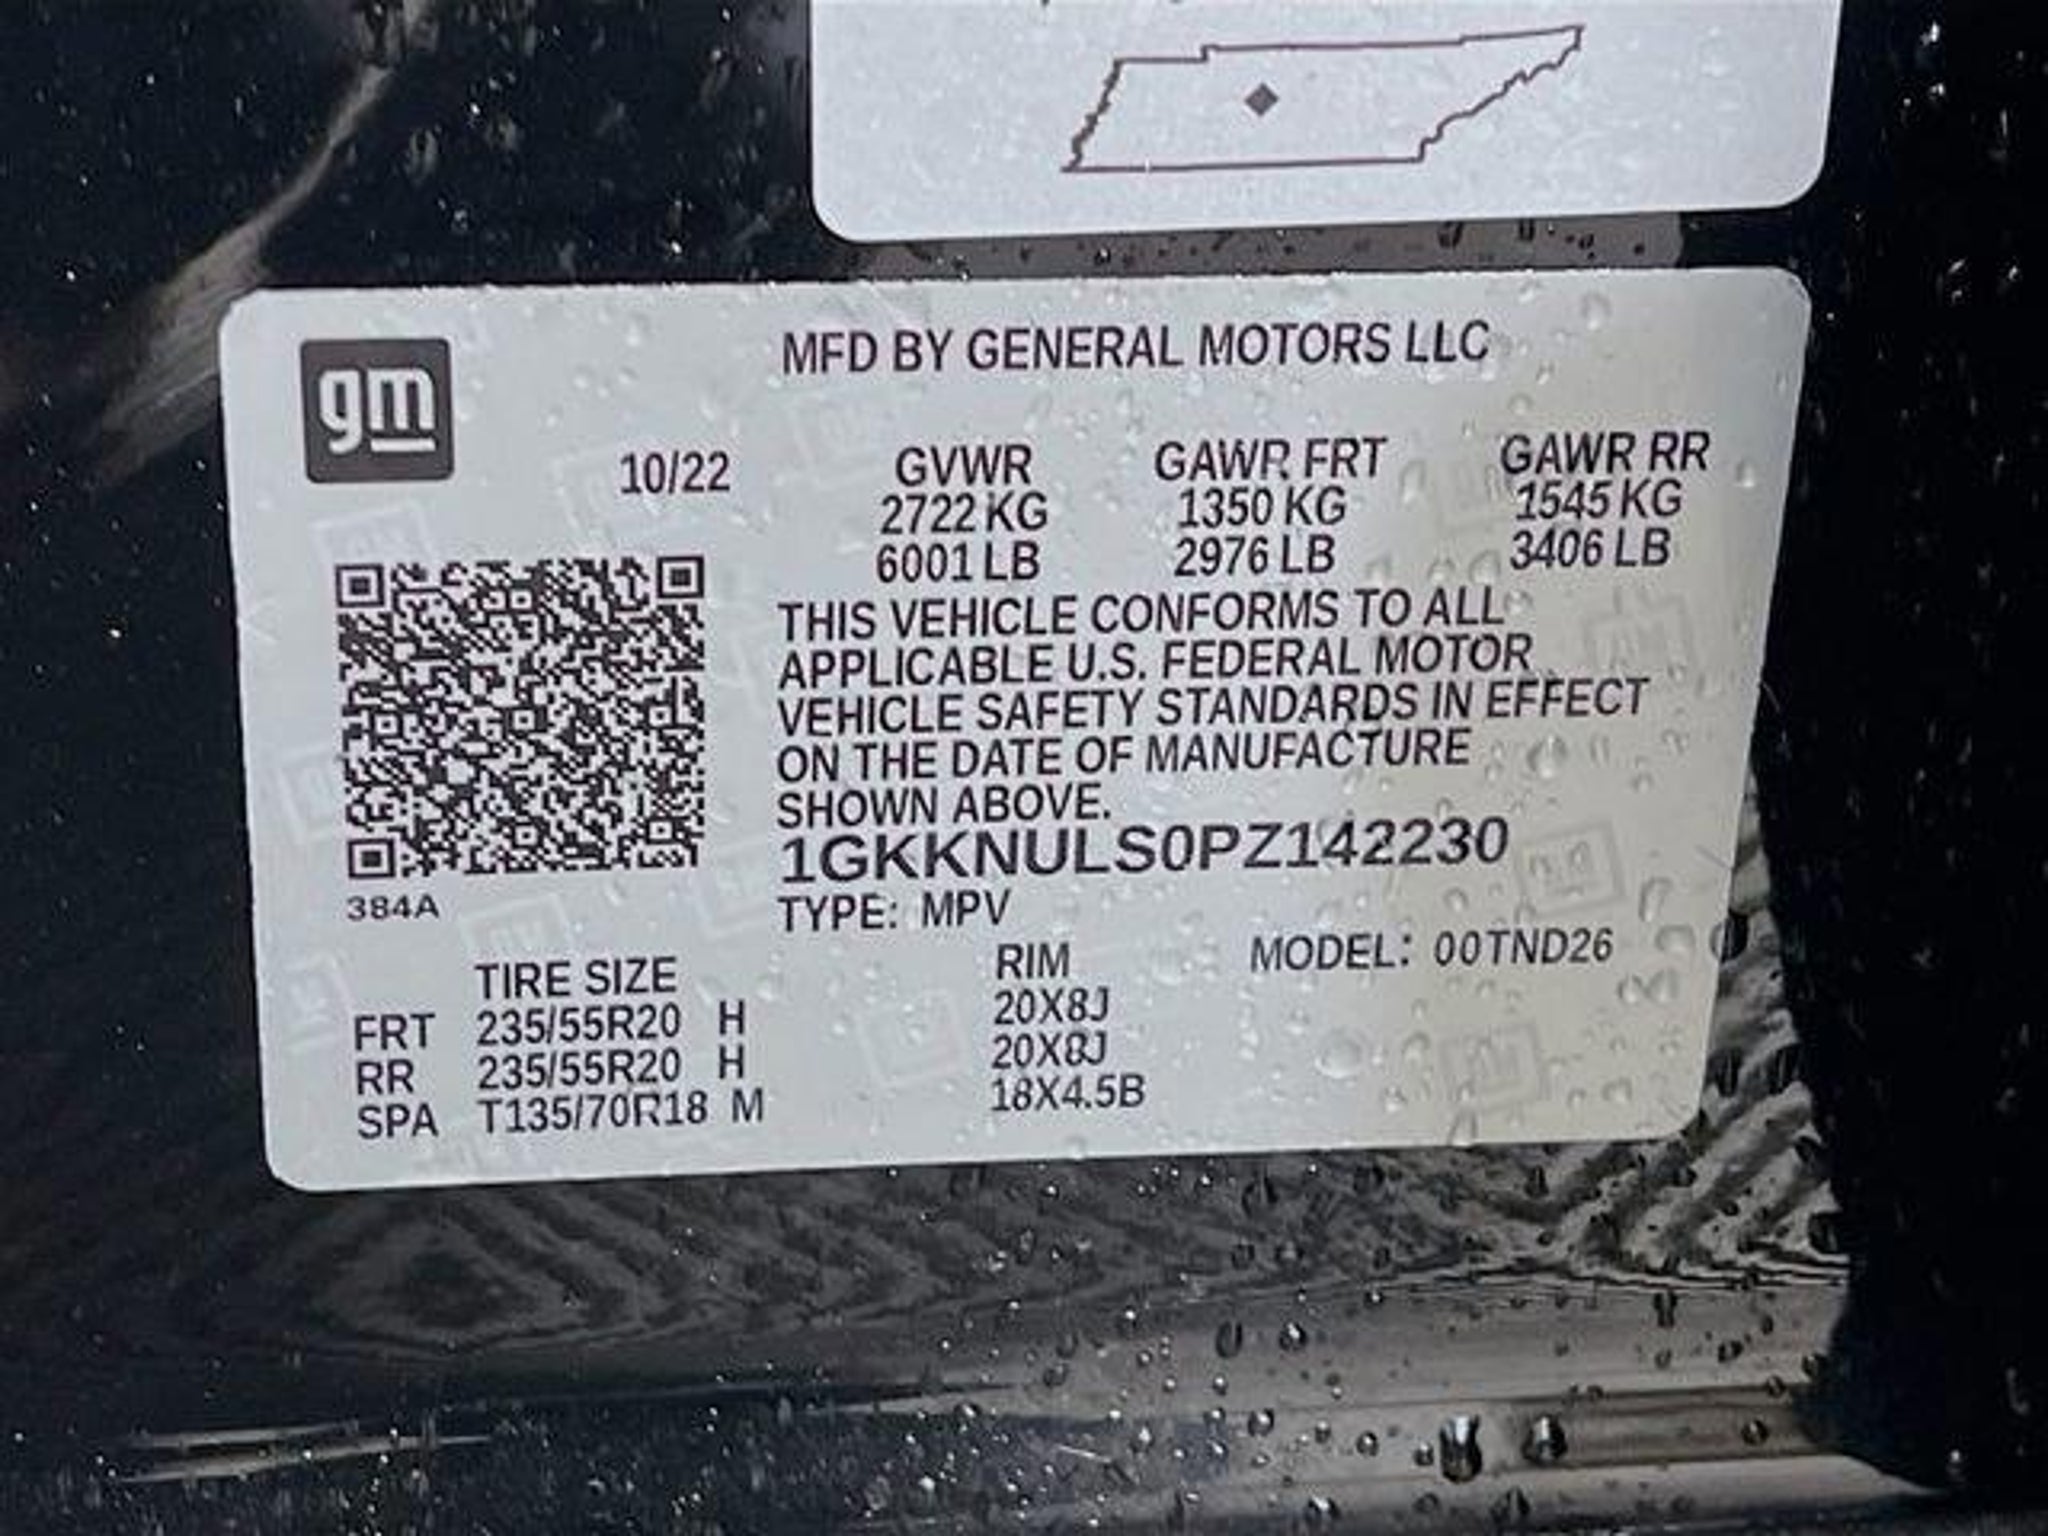 gm
MFD BY GENERAL MOTORS LLC
10/22 GVWR GAWR FRT GAWR RR
2722 KG 1350 KG 1545 KG
6001 LB 2976 LB 3406 LB
THIS VEHICLE CONFORMS TO ALL
APPLICABLE U.S. FEDERAL MOTOR
VEHICLE SAFETY STANDARDS IN EFFECT
ON THE DATE OF MANUFACTURE
SHOWN ABOVE.
1GKKNULS0PZ142230
384A
TYPE: MPV
TIRE SIZE RIM MODEL: 00TND26
FRT 235/55R20 H 20X8J
RR 235/55R20 H 20X8J
SPA T135/70R18 M 18X4.5B